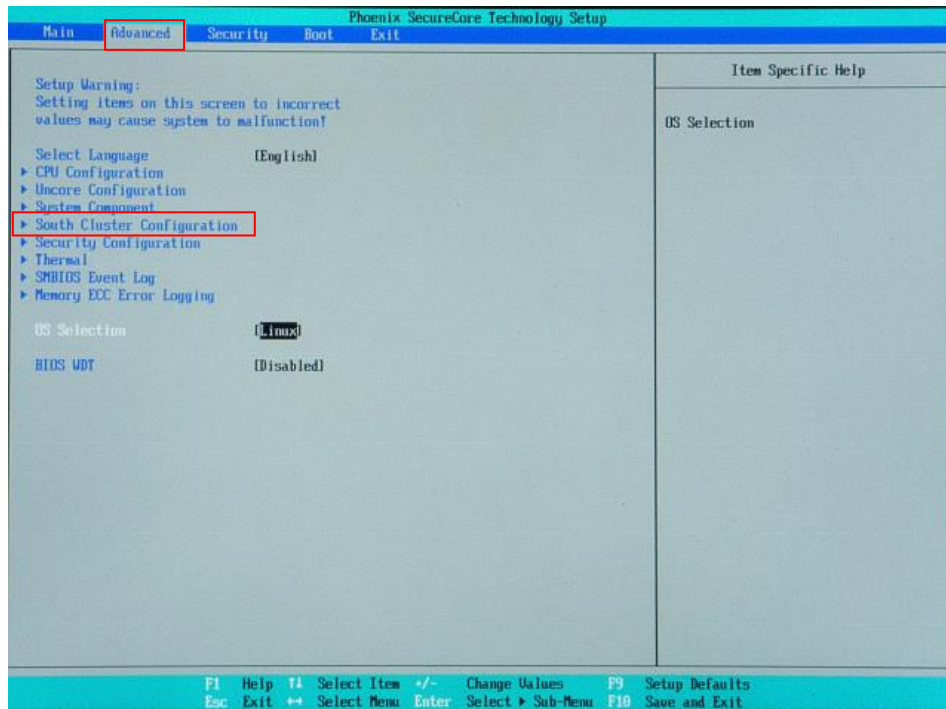 Phoenix SecureCore Technology Setup
Main Advanced Security Boot Exit
Item Specific Help
Setup Warning:
Setting items on this screen to incorrect
values may cause system to malfunction!
OS Selection
Select Language [English]
▶ CPU Configuration
▶ Uncore Configuration
▶ System Component
▶ South Cluster Configuration
▶ Security Configuration
▶ Thermal
▶ SMBIOS Event Log
▶ Memory ECC Error Logging
OS Selection [Linux]
BIOS WDT [Disabled]
F1 Help ↑↓ Select Item +/- Change Values F9 Setup Defaults
Esc Exit ↔ Select Menu Enter Select ▶ Sub-Menu F10 Save and Exit